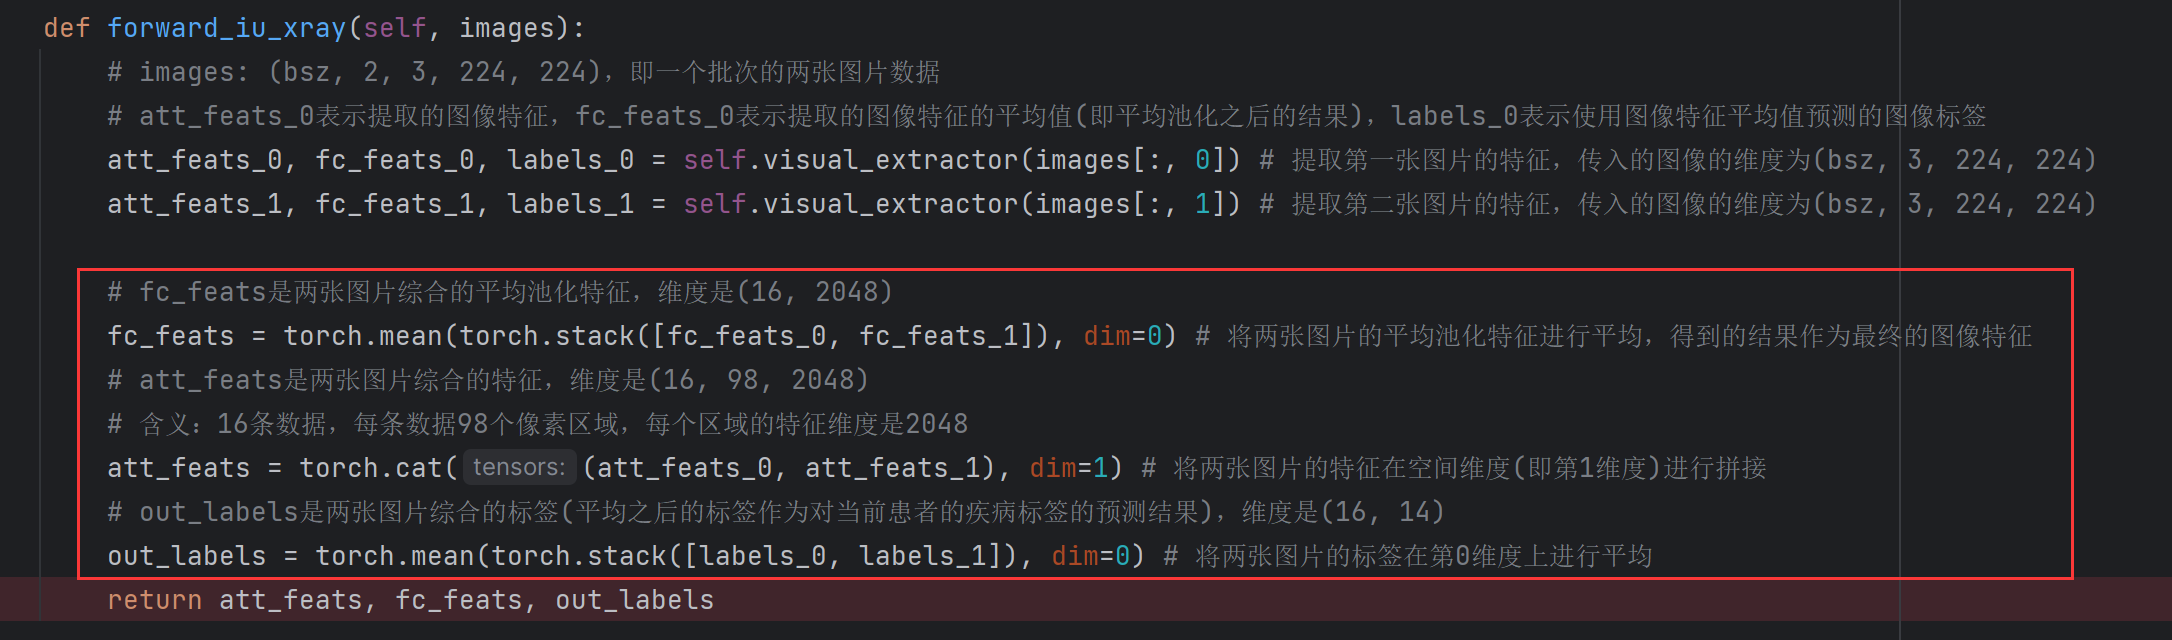 def forward_iu_xray(self, images):
# images: (bsz, 2, 3, 224, 224)，即一个批次的两张图片数据
# att_feats_0表示提取的图像特征，fc_feats_0表示提取的图像特征的平均值(即平均池化之后的结果)，labels_0表示使用图像特征平均值预测的图像标签
att_feats_0, fc_feats_0, labels_0 = self.visual_extractor(images[:, 0]) # 提取第一张图片的特征，传入的图像的维度为(bsz, 3, 224, 224)
att_feats_1, fc_feats_1, labels_1 = self.visual_extractor(images[:, 1]) # 提取第二张图片的特征，传入的图像的维度为(bsz, 3, 224, 224)
# fc_feats是两张图片综合的平均池化特征，维度是(16, 2048)
fc_feats = torch.mean(torch.stack([fc_feats_0, fc_feats_1]), dim=0) # 将两张图片的平均池化特征进行平均，得到的结果作为最终的图像特征
# att_feats是两张图片综合的特征，维度是(16, 98, 2048)
# 含义：16条数据，每条数据98个像素区域，每个区域的特征维度是2048
att_feats = torch.cat( tensors: (att_feats_0, att_feats_1), dim=1) # 将两张图片的特征在空间维度(即第1维度)进行拼接
# out_labels是两张图片综合的标签(平均之后的标签作为对当前患者的疾病标签的预测结果)，维度是(16, 14)
out_labels = torch.mean(torch.stack([labels_0, labels_1]), dim=0) # 将两张图片的标签在第0维度上进行平均
return att_feats, fc_feats, out_labels